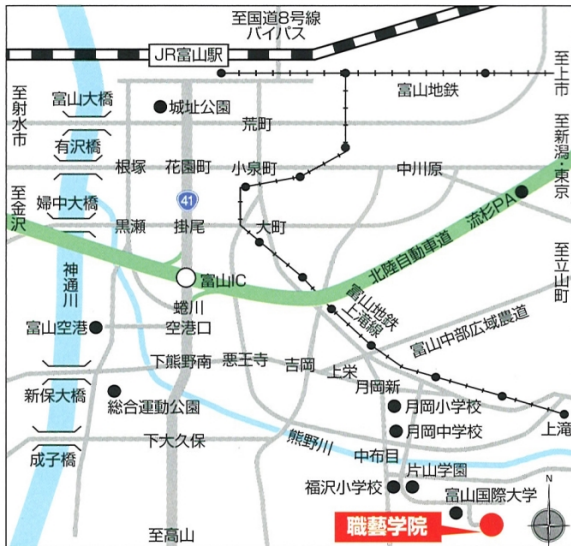 至国道8号線
バイパス
JR富山駅
至上市
富山地鉄
至射水市
富山大橋
城址公園
荒町
有沢橋
根塚
花園町
小泉町
中川原
至新潟・東京
至金沢
婦中大橋
41
黒瀬
掛尾
大町
流杉PA
北陸自動車道
至立山町
神通川
富山IC
蜷川
富山地鉄
上滝線
富山空港
空港口
富山中部広域農道
下熊野南
悪王寺
吉岡
上栄
月岡新
新保大橋
総合運動公園
月岡小学校
上滝
月岡中学校
下大久保
熊野川
中布目
成子橋
片山学園
福沢小学校
富山国際大学
N
職藝学院
至高山